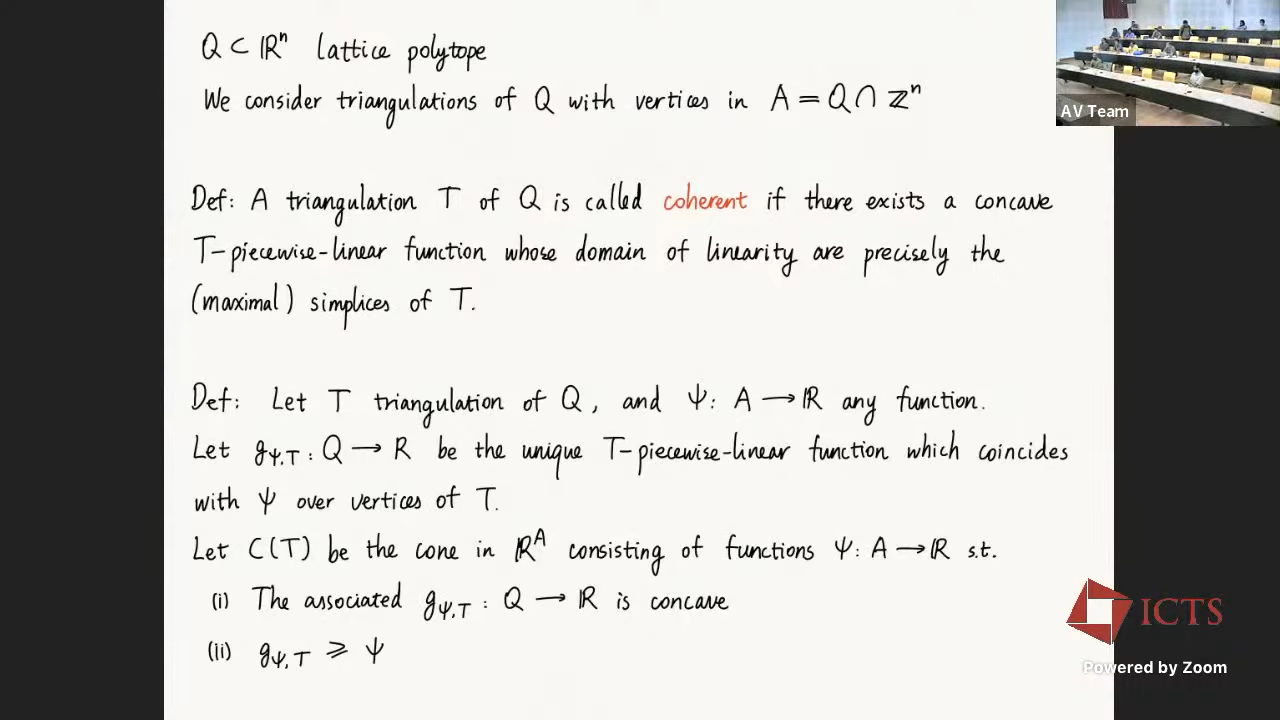 Q ⊂ ℝⁿ lattice polytope
We consider triangulations of Q with vertices in A = Q ∩ ℤⁿ
AV Team
Def: A triangulation T of Q is called coherent if there exists a concave
T-piecewise-linear function whose domain of linearity are precisely the
(maximal) simplices of T.
Def: Let T triangulation of Q, and Ψ: A → ℝ any function.
Let g_{Ψ,T} : Q → R be the unique T-piecewise-linear function which coincides
with Ψ over vertices of T.
Let C(T) be the cone in ℝ^A consisting of functions Ψ: A → ℝ s.t.
(i) The associated g_{Ψ,T} : Q → ℝ is concave
(ii) g_{Ψ,T} ⩾ Ψ
ICTS
Powered by Zoom